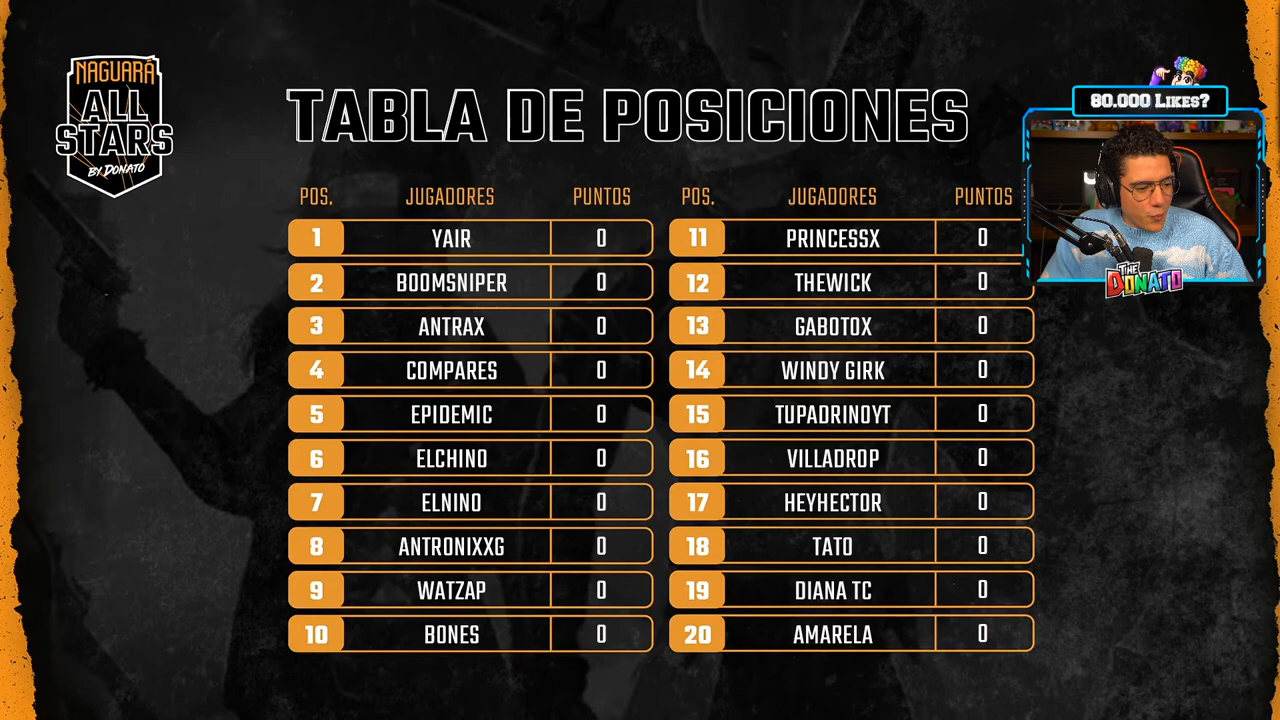 NAGUARÁ
ALL
STARS
BY DONATO
TABLA DE POSICIONES
80.000 LIKES?
POS. JUGADORES PUNTOS
1 YAIR 0
2 BOOMSNIPER 0
3 ANTRAX 0
4 COMPARES 0
5 EPIDEMIC 0
6 ELCHINO 0
7 ELNINO 0
8 ANTRONIXXG 0
9 WATZAP 0
10 BONES 0
POS. JUGADORES PUNTOS
11 PRINCESSX 0
12 THEWICK 0
13 GABOTOX 0
14 WINDY GIRK 0
15 TUPADRINOYT 0
16 VILLADROP 0
17 HEYHECTOR 0
18 TATO 0
19 DIANA TC 0
20 AMARELA 0
THE
DONATO